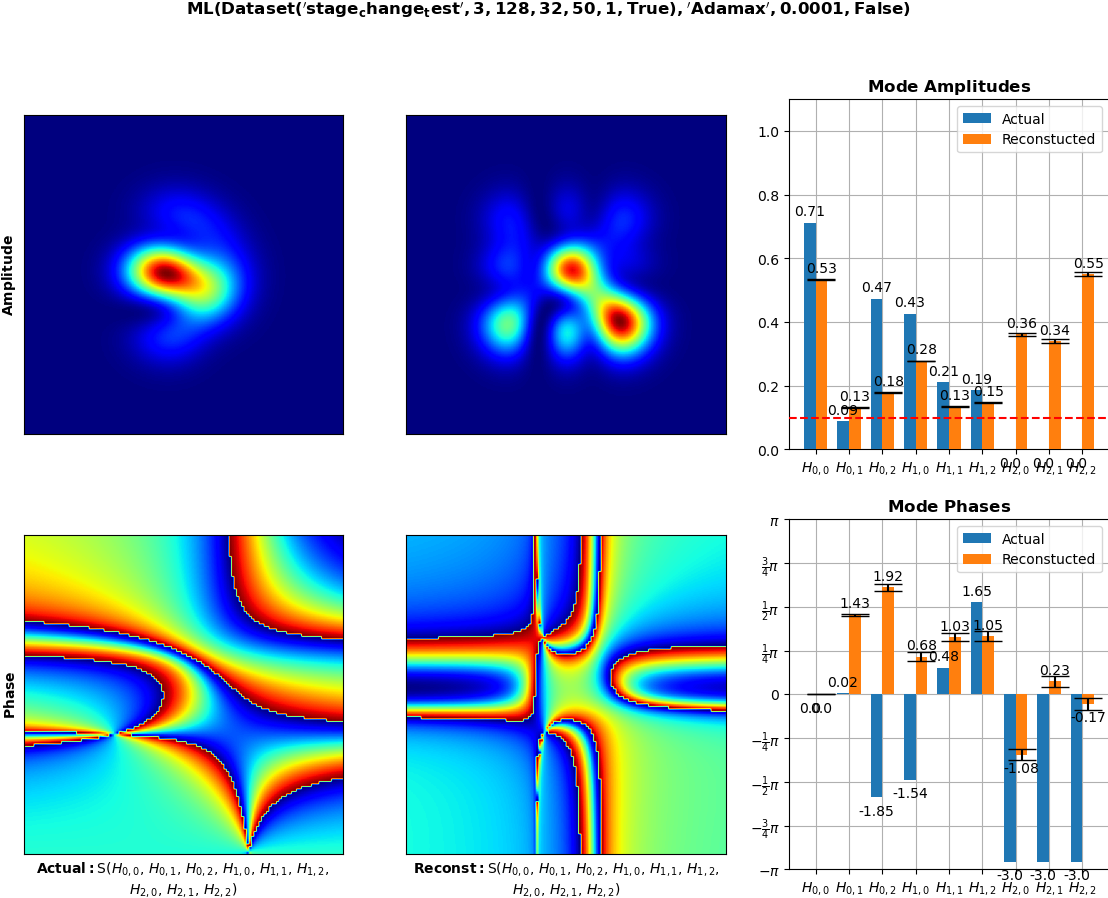 ML(Dataset('stage_change_test', 3, 128, 32, 50, 1, True), 'Adamax', 0.0001, False)
Amplitude
Mode Amplitudes
Actual
Reconstucted
1.0
0.8
0.6
0.4
0.2
0.0
0.71
0.53
0.09
0.13
0.47
0.18
0.43
0.28
0.21
0.13
0.19
0.15
0.0
0.36
0.0
0.34
0.0
0.55
H0,0 H0,1 H0,2 H1,0 H1,1 H1,2 H2,0 H2,1 H2,2
Phase
Actual: S(H0,0, H0,1, H0,2, H1,0, H1,1, H1,2,
H2,0, H2,1, H2,2)
Reconst: S(H0,0, H0,1, H0,2, H1,0, H1,1, H1,2,
H2,0, H2,1, H2,2)
Mode Phases
Actual
Reconstucted
π
3/4π
1/2π
1/4π
0
−1/4π
−1/2π
−3/4π
−π
0.0
0.0
0.02
1.43
-1.85
1.92
-1.54
0.68
0.48
1.03
1.65
1.05
-3.0
-1.08
-3.0
0.23
-3.0
-0.17
H0,0 H0,1 H0,2 H1,0 H1,1 H1,2 H2,0 H2,1 H2,2